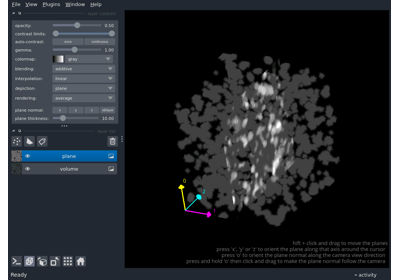 File View Plugins Window Help
opacity: 0.50
contrast limits:
auto-contrast: once continuous
gamma: 1.00
colormap: gray
blending: additive
interpolation: linear
depiction: plane
rendering: average
plane normal: z y x oblique
plane thickness: 10.00
plane
volume
0
2
shift + click and drag to move the planes
press 'x', 'y' or 'z' to orient the plane along that axis around the cursor
press 'o' to orient the plane normal along the camera view direction
press and hold 'o' then click and drag to make the plane normal follow the camera
Ready
activity